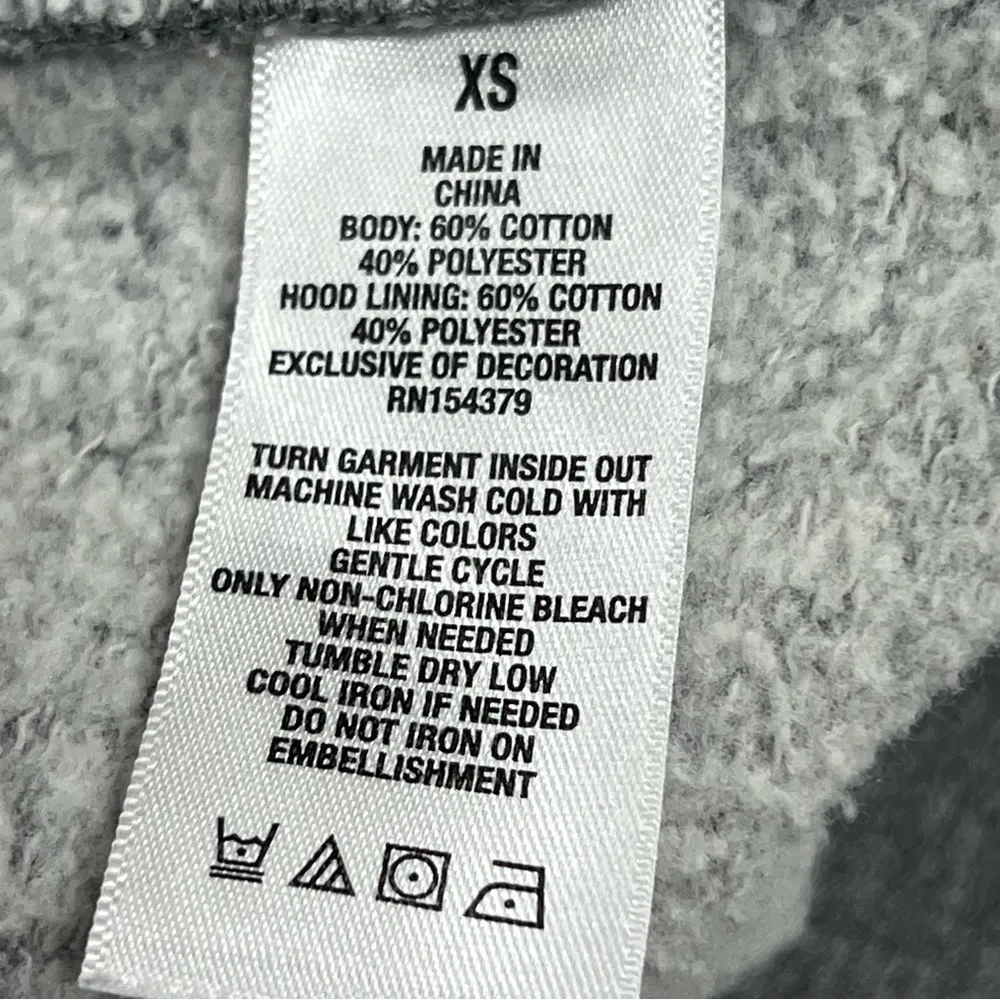 XS
MADE IN
CHINA
BODY: 60% COTTON
40% POLYESTER
HOOD LINING: 60% COTTON
40% POLYESTER
EXCLUSIVE OF DECORATION
RN154379
TURN GARMENT INSIDE OUT
MACHINE WASH COLD WITH
LIKE COLORS
GENTLE CYCLE
ONLY NON-CHLORINE BLEACH
WHEN NEEDED
TUMBLE DRY LOW
COOL IRON IF NEEDED
DO NOT IRON ON
EMBELLISHMENT